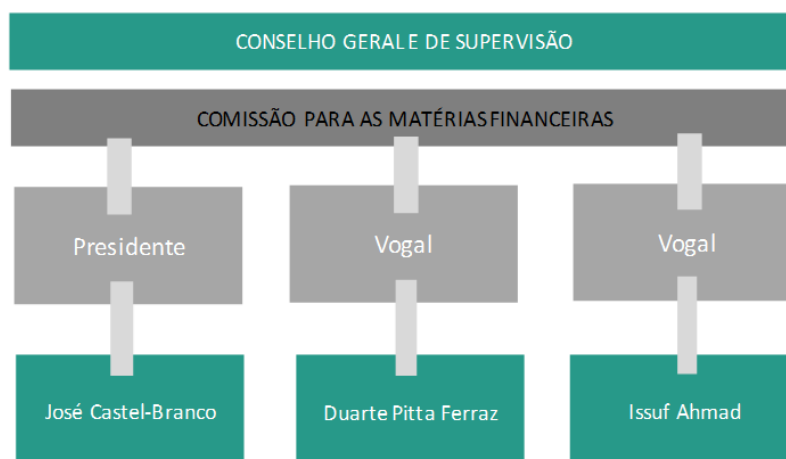 CONSELHO GERAL E DE SUPERVISÃO
COMISSÃO PARA AS MATÉRIAS FINANCEIRAS
Presidente
Vogal
Vogal
José Castel-Branco
Duarte Pitta Ferraz
Issuf Ahmad